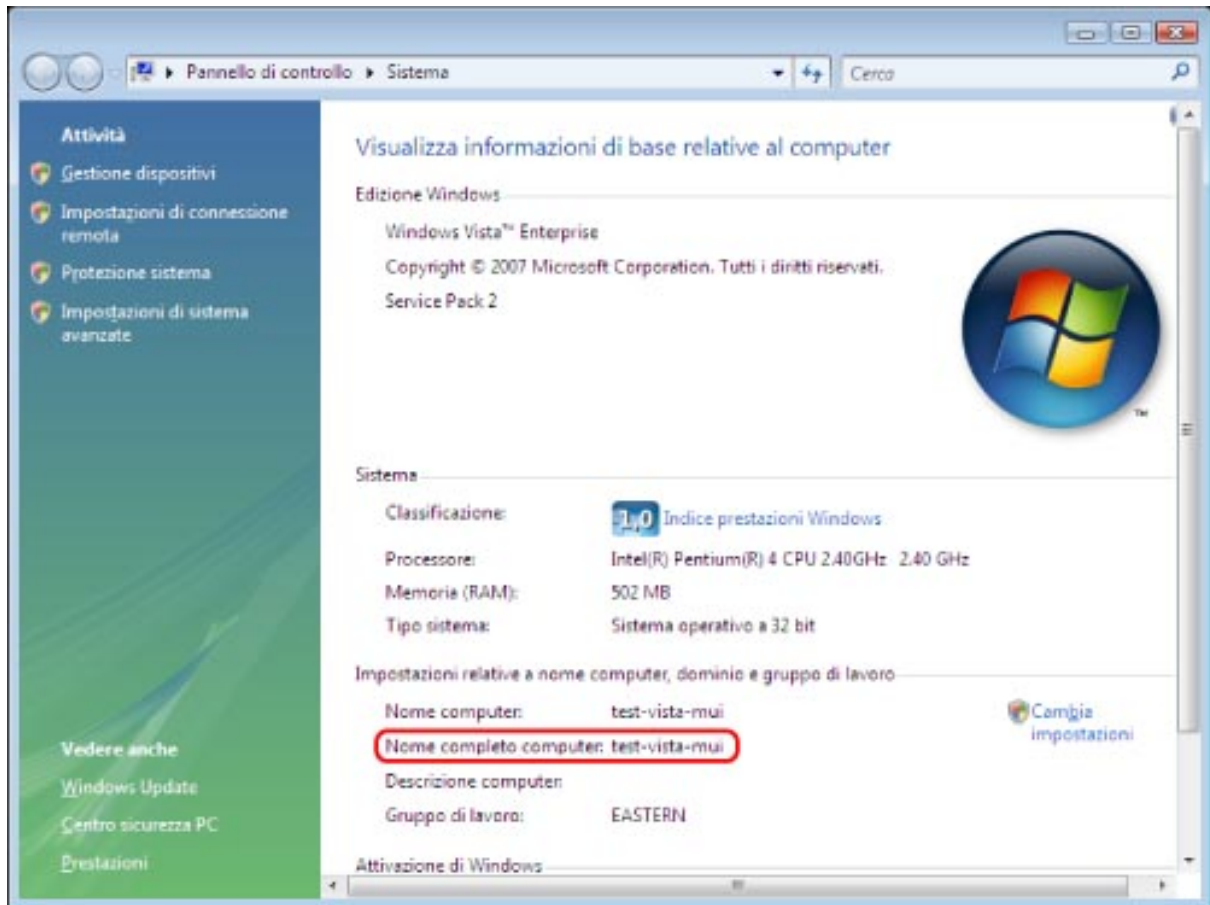 Pannello di controllo ▸ Sistema
Cerca
Attività
Gestione dispositivi
Impostazioni di connessione
remota
Protezione sistema
Impostazioni di sistema
avanzate
Vedere anche
Windows Update
Centro sicurezza PC
Prestazioni
Visualizza informazioni di base relative al computer
Edizione Windows
Windows Vista™ Enterprise
Copyright © 2007 Microsoft Corporation. Tutti i diritti riservati.
Service Pack 2
TM
Sistema
Classificazione:
1,0 Indice prestazioni Windows
Processore: Intel(R) Pentium(R) 4 CPU 2.40GHz 2.40 GHz
Memoria (RAM): 502 MB
Tipo sistema: Sistema operativo a 32 bit
Impostazioni relative a nome computer, dominio e gruppo di lavoro
Nome computer: test-vista-mui
Cambia
impostazioni
Nome completo computer: test-vista-mui
Descrizione computer:
Gruppo di lavoro: EASTERN
Attivazione di Windows